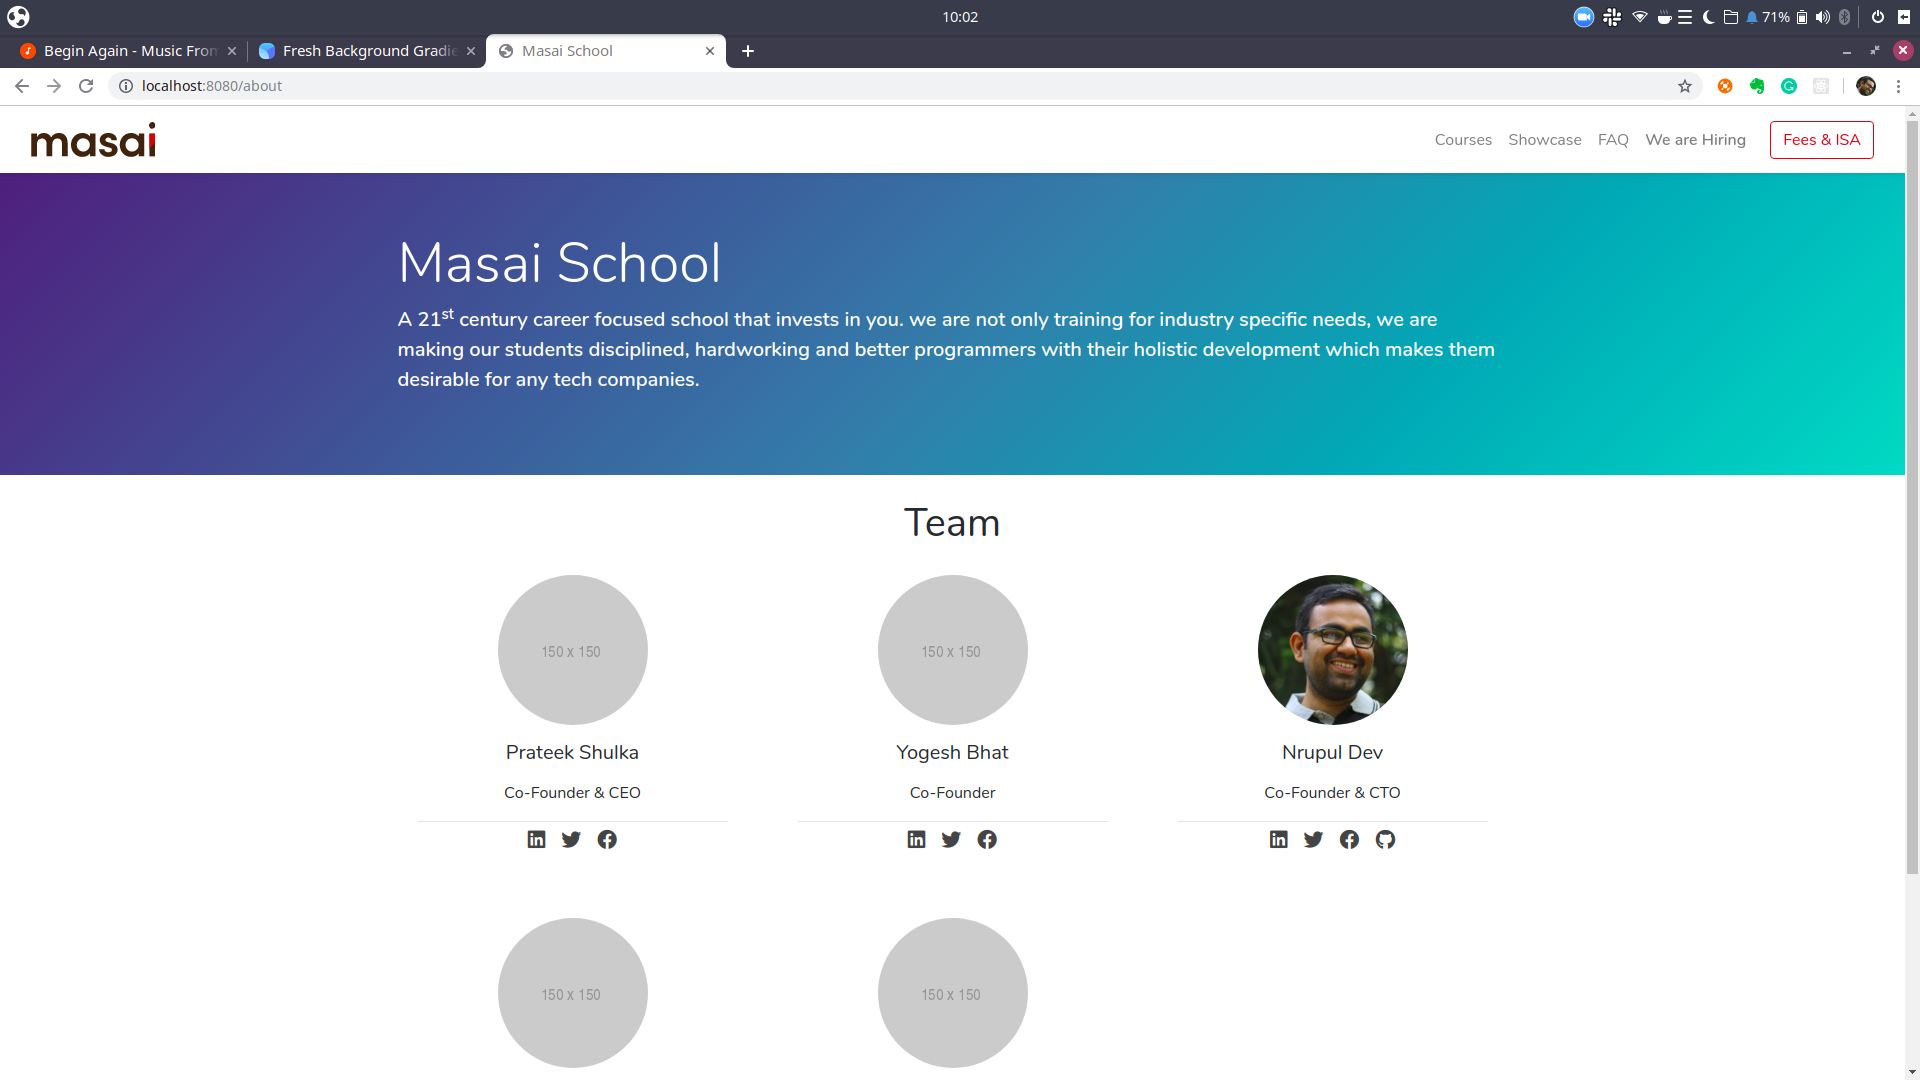 10:02
71%
Begin Again - Music From
Fresh Background Gradie
Masai School
localhost:8080/about
masai
Courses Showcase FAQ We are Hiring Fees & ISA
Masai School
A 21st century career focused school that invests in you. we are not only training for industry specific needs, we are
making our students disciplined, hardworking and better programmers with their holistic development which makes them
desirable for any tech companies.
Team
150 x 150
150 x 150
Prateek Shulka
Yogesh Bhat
Nrupul Dev
Co-Founder & CEO
Co-Founder
Co-Founder & CTO
150 x 150
150 x 150